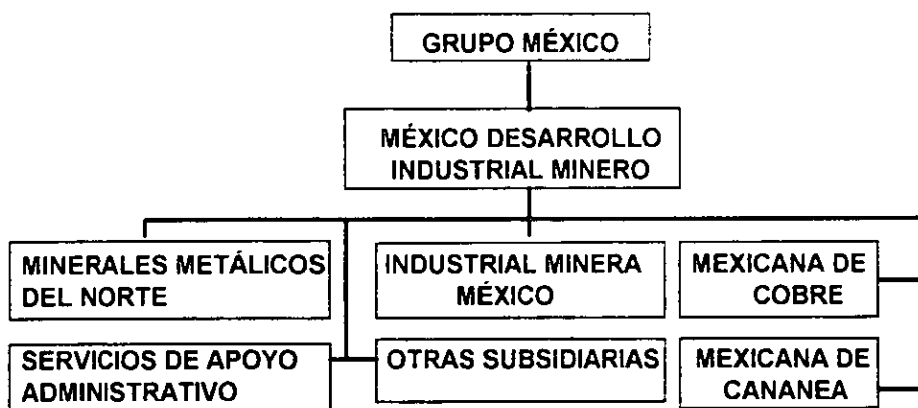 GRUPO MÉXICO
MÉXICO DESARROLLO
INDUSTRIAL MINERO
MINERALES METÁLICOS
DEL NORTE
INDUSTRIAL MINERA
MÉXICO
MEXICANA DE
COBRE
SERVICIOS DE APOYO
ADMINISTRATIVO
OTRAS SUBSIDIARIAS
MEXICANA DE
CANANEA